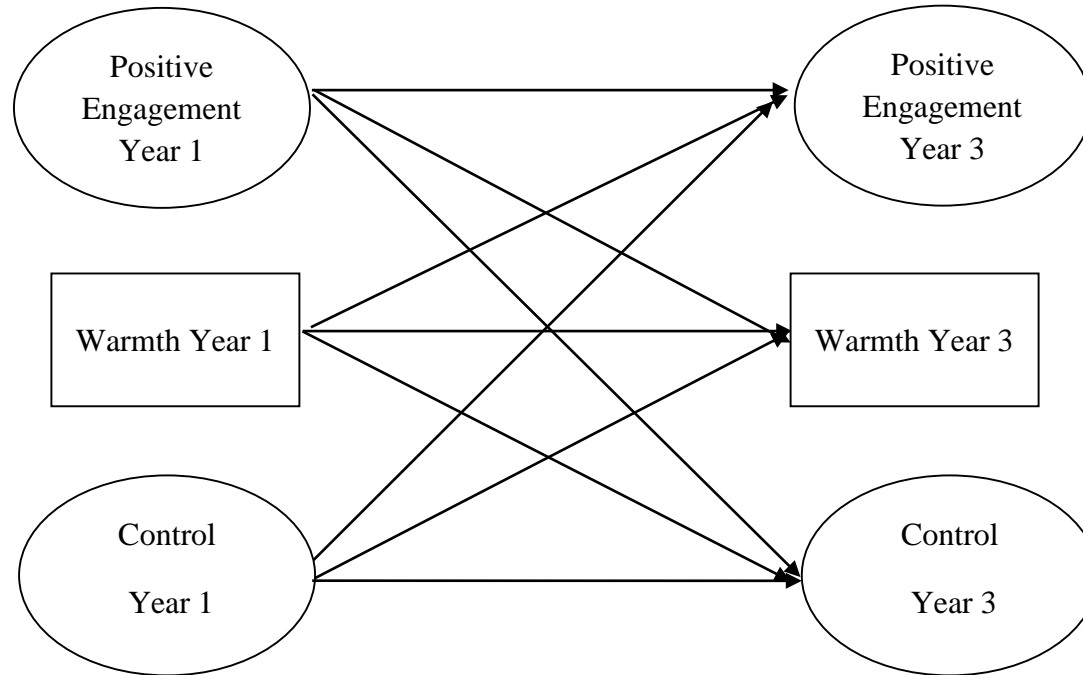 Positive
Engagement
Year 1
Positive
Engagement
Year 3
Warmth Year 1
Warmth Year 3
Control
Year 1
Control
Year 3